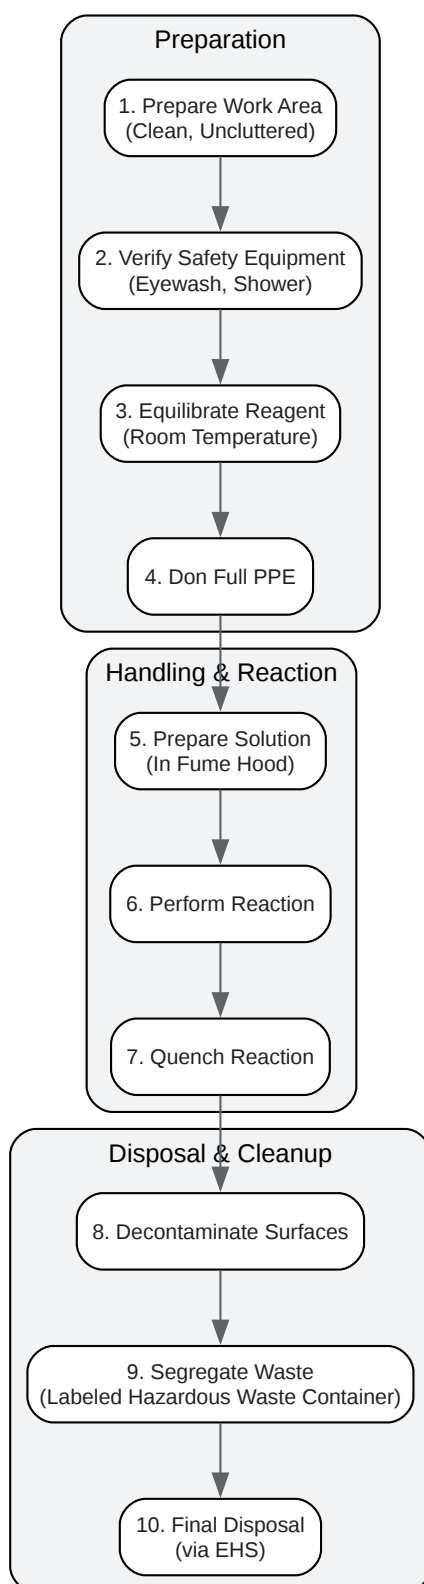 Preparation
1. Prepare Work Area
(Clean, Uncluttered)
2. Verify Safety Equipment
(Eyewash, Shower)
3. Equilibrate Reagent
(Room Temperature)
4. Don Full PPE
Handling & Reaction
5. Prepare Solution
(In Fume Hood)
6. Perform Reaction
7. Quench Reaction
Disposal & Cleanup
8. Decontaminate Surfaces
9. Segregate Waste
(Labeled Hazardous Waste Container)
10. Final Disposal
(via EHS)